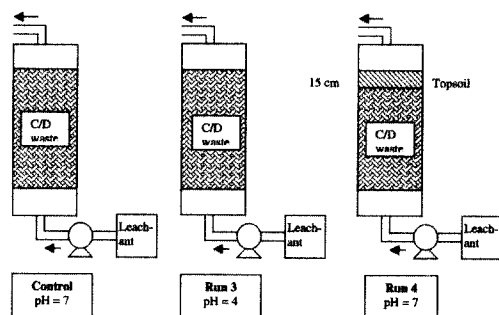 C/D
waste
Leach-
ant
Control
pH = 7
C/D
waste
Leach-
ant
Run 3
pH = 4
15 cm
Topsoil
C/D
waste
Leach-
ant
Run 4
pH = 7